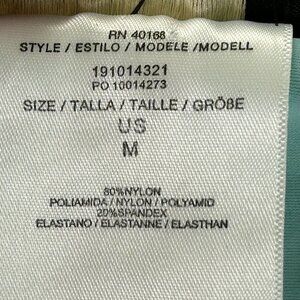 RN 40168
STYLE / ESTILO / MODELE / MODELL
191014321
PO 10014273
SIZE / TALLA / TAILLE / GRÖBE
US
M
80%NYLON
POLIAMIDA / NYLON / POLYAMID
20%SPANDEX
ELASTANO / ELASTANNE / ELASTHAN